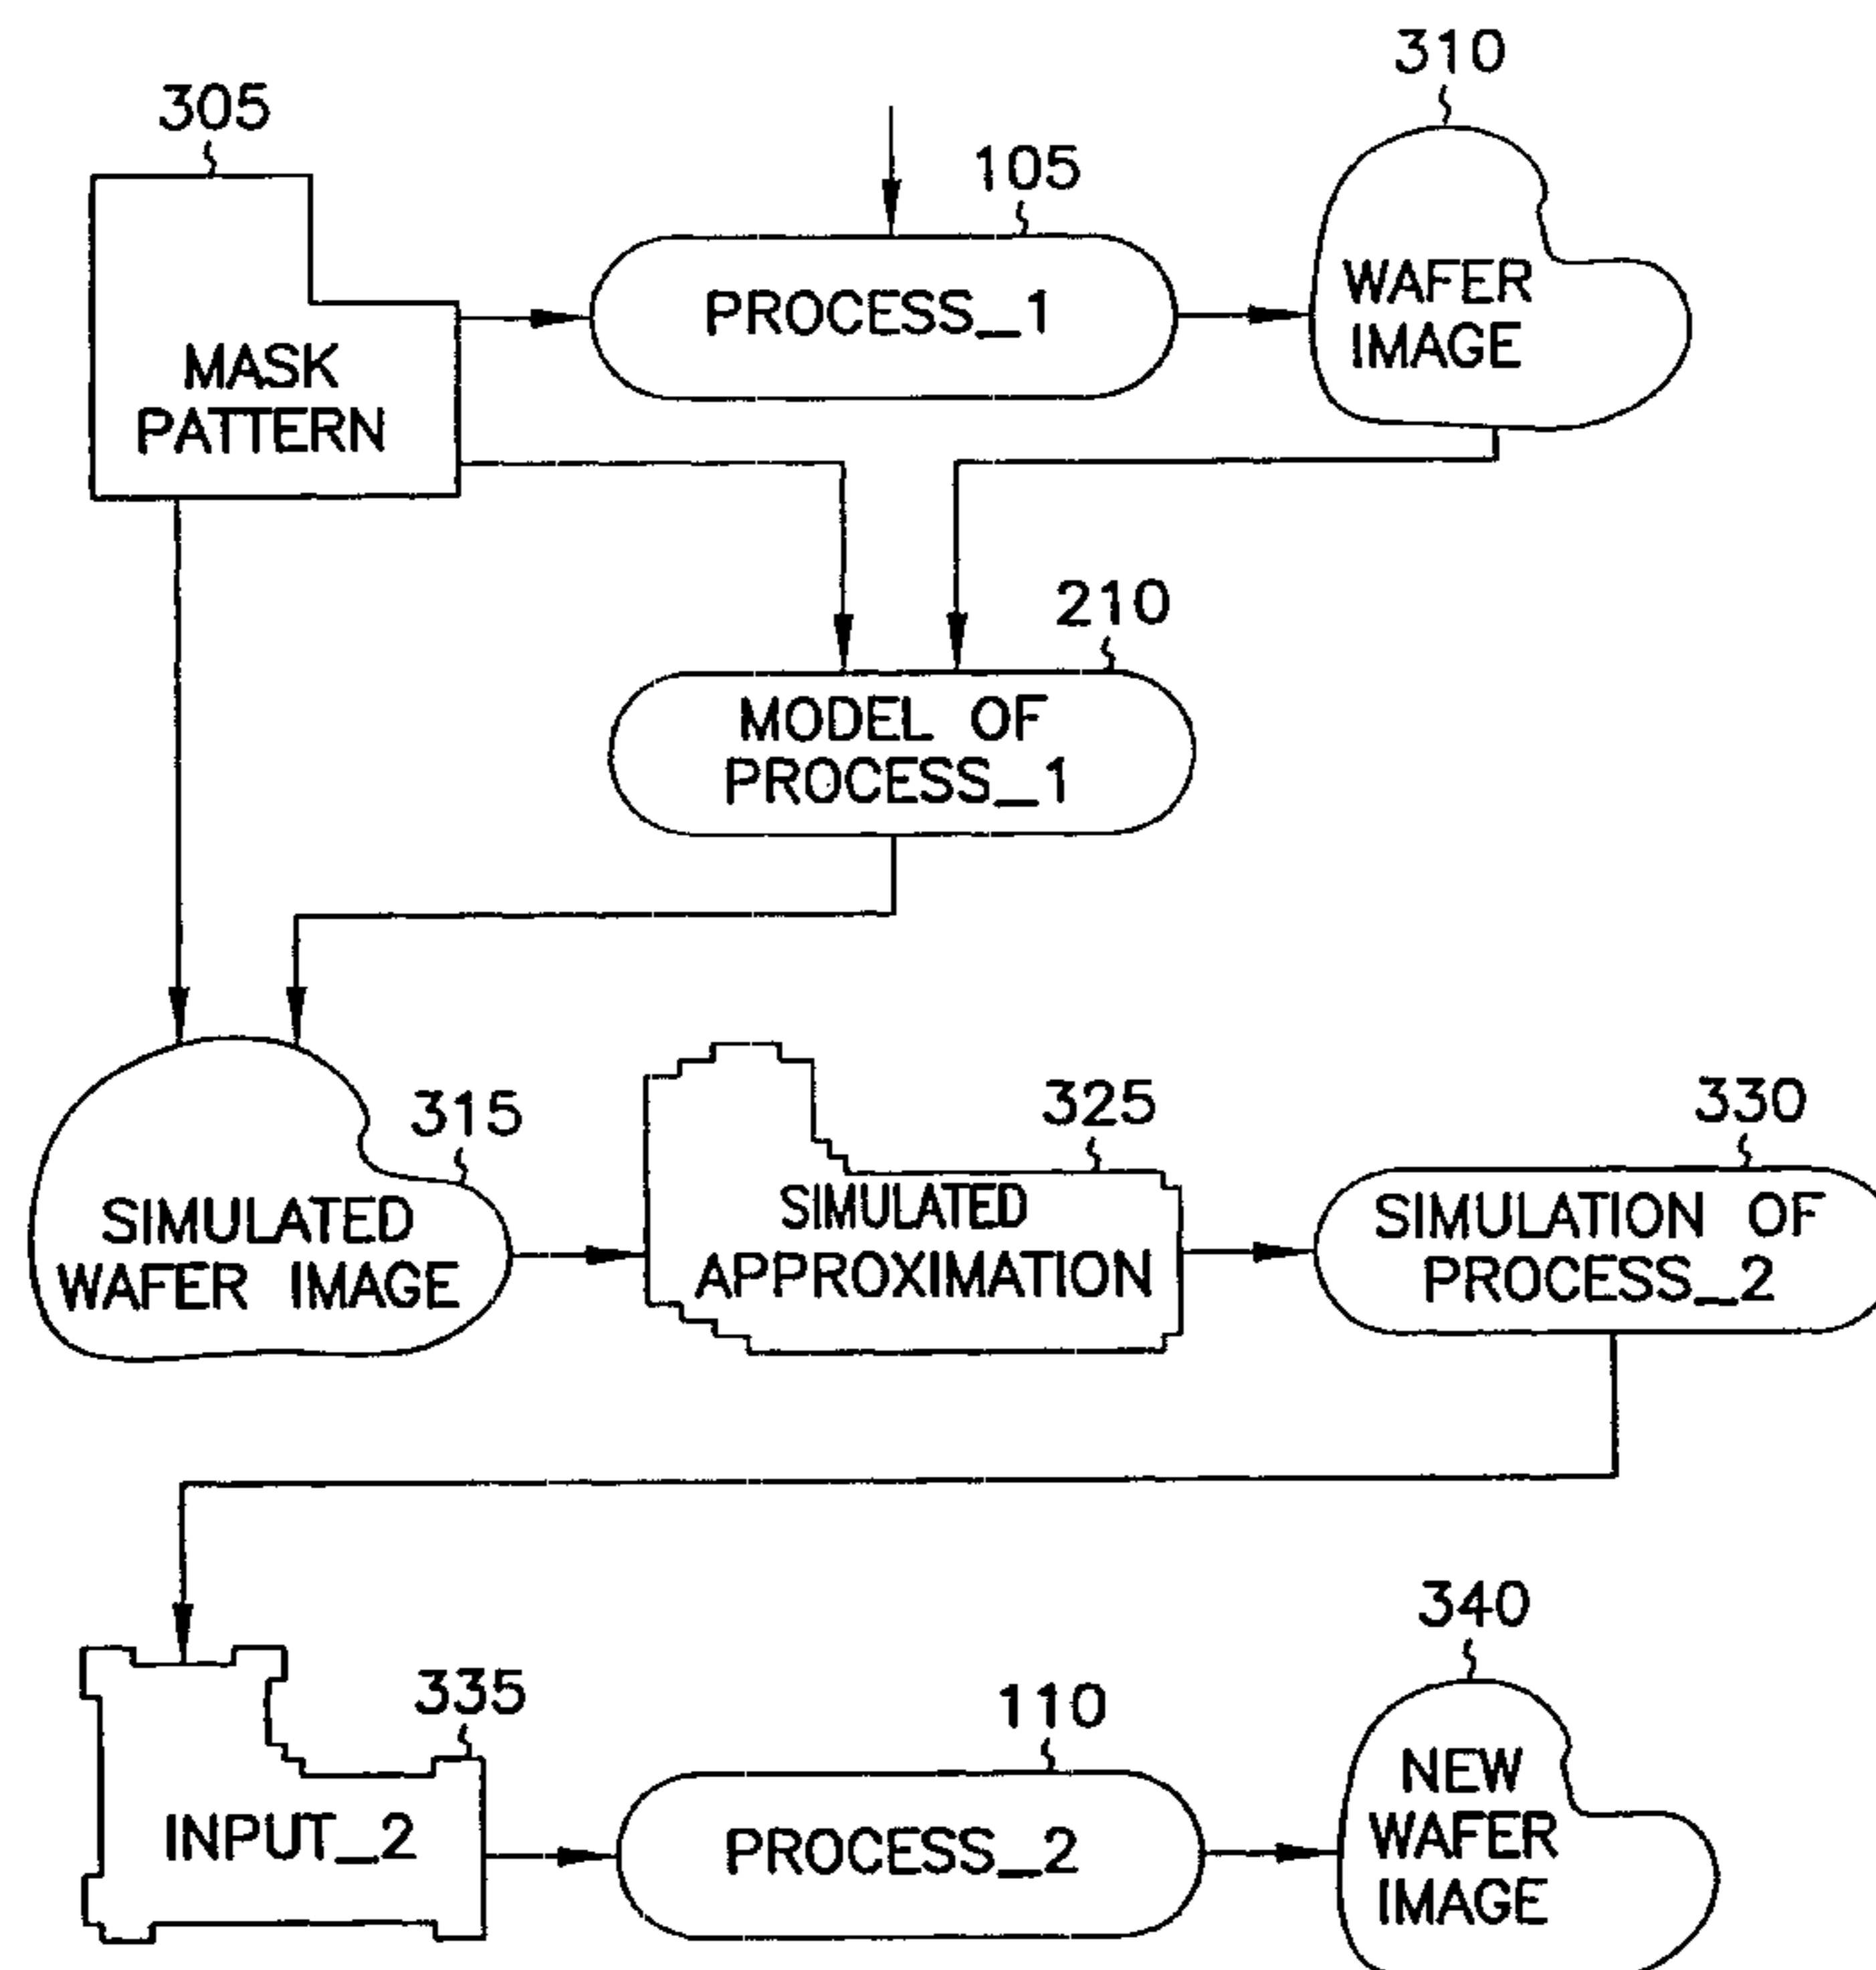 310
305
105
PROCESS_1
WAFER
IMAGE
MASK
PATTERN
210
MODEL OF
PROCESS_1
315
325
330
SIMULATED
WAFER IMAGE
SIMULATED
APPROXIMATION
SIMULATION OF
PROCESS_2
340
335
110
INPUT_2
PROCESS_2
NEW
WAFER
IMAGE